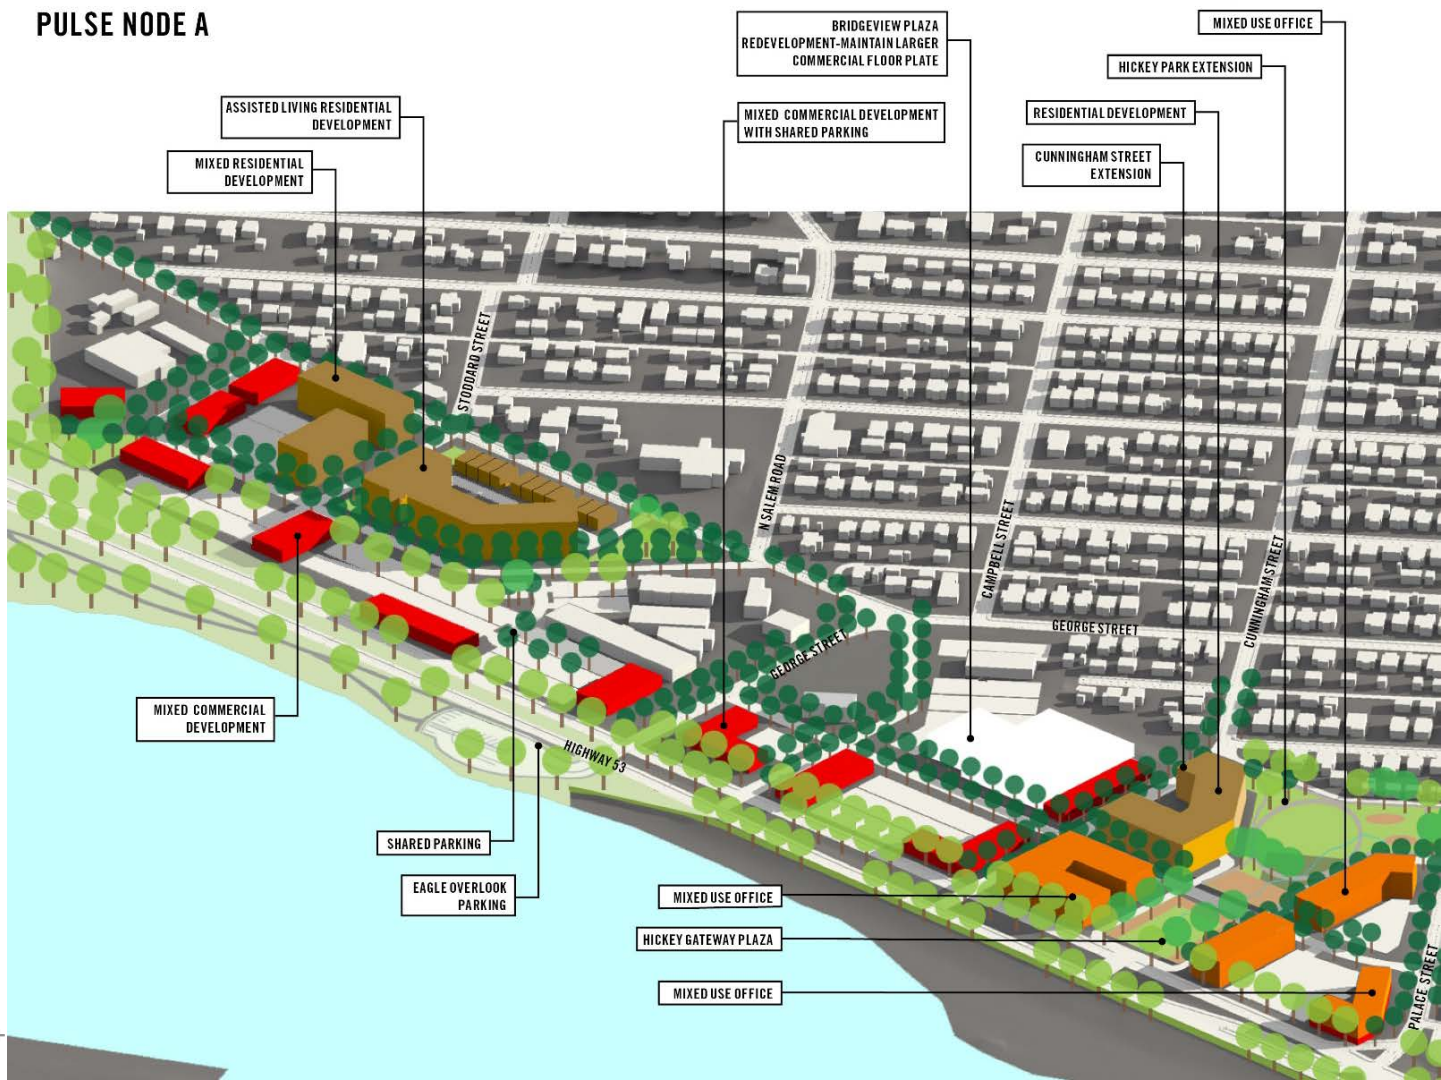 PULSE NODE A
BRIDGEVIEW PLAZA
REDEVELOPMENT-MAINTAIN LARGER
COMMERCIAL FLOOR PLATE
MIXED USE OFFICE
HICKEY PARK EXTENSION
ASSISTED LIVING RESIDENTIAL
DEVELOPMENT
MIXED COMMERCIAL DEVELOPMENT
WITH SHARED PARKING
RESIDENTIAL DEVELOPMENT
MIXED RESIDENTIAL
DEVELOPMENT
CUNNINGHAM STREET
EXTENSION
STODDARD STREET
N SALEM ROAD
CAMPBELL STREET
CUNNINGHAM STREET
GEORGE STREET
GEORGE STREET
MIXED COMMERCIAL
DEVELOPMENT
HIGHWAY 53
SHARED PARKING
EAGLE OVERLOOK
PARKING
MIXED USE OFFICE
HICKEY GATEWAY PLAZA
MIXED USE OFFICE
PALACE STREET